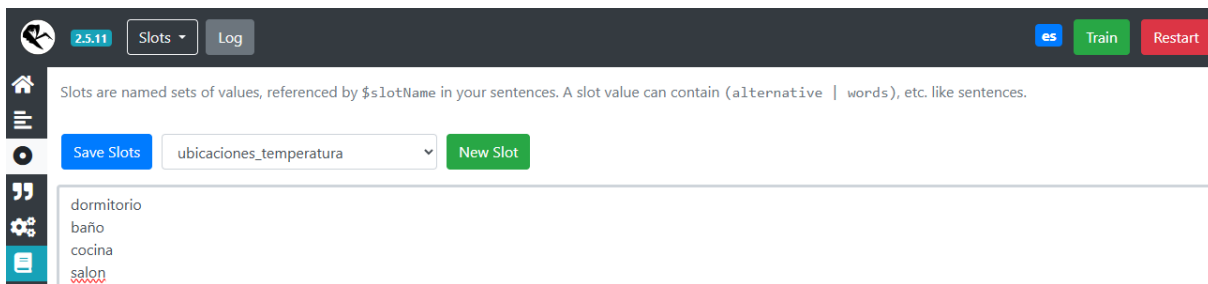 2.5.11 Slots Log es Train Restart
Slots are named sets of values, referenced by $slotName in your sentences. A slot value can contain (alternative | words), etc. like sentences.
Save Slots ubicaciones_temperatura New Slot
dormitorio
baño
cocina
salon